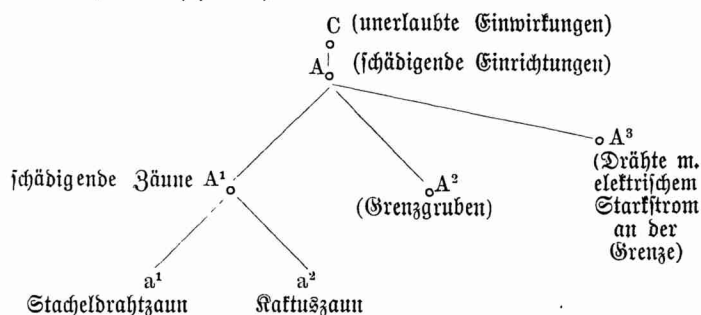 C (unerlaubte Einwirkungen)
A (schädigende Einrichtungen)
A³
(Drähte m.
elektrischem
Starkstrom
an der
Grenze)
schädigende Zäune A¹
A²
(Grenzgruben)
a¹
Stacheldrahtzaun
a²
Kaktuszaun